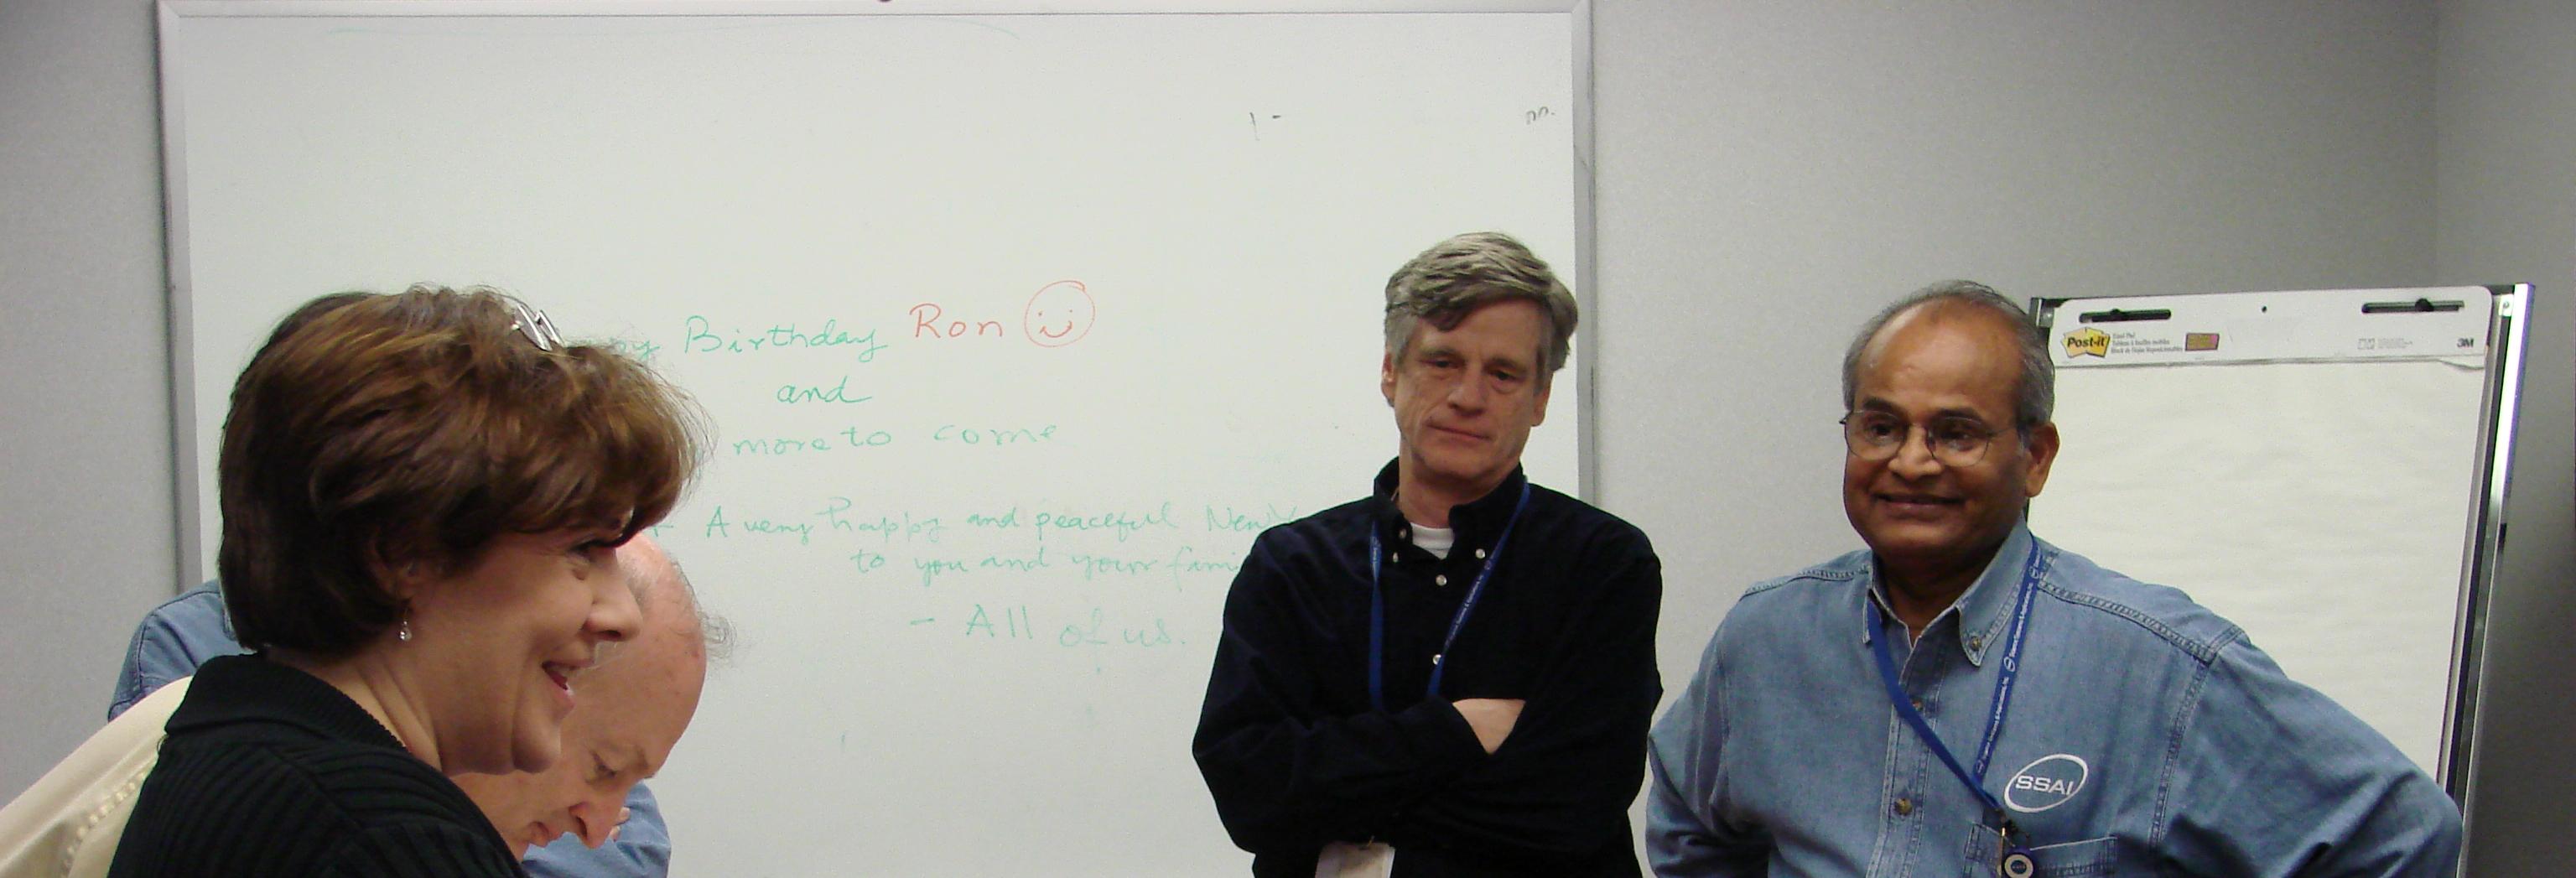 Birthday Ron
and
more to come
- A very happy and peaceful New
to you and your
- All of us.
Post-it
3M
SSAI